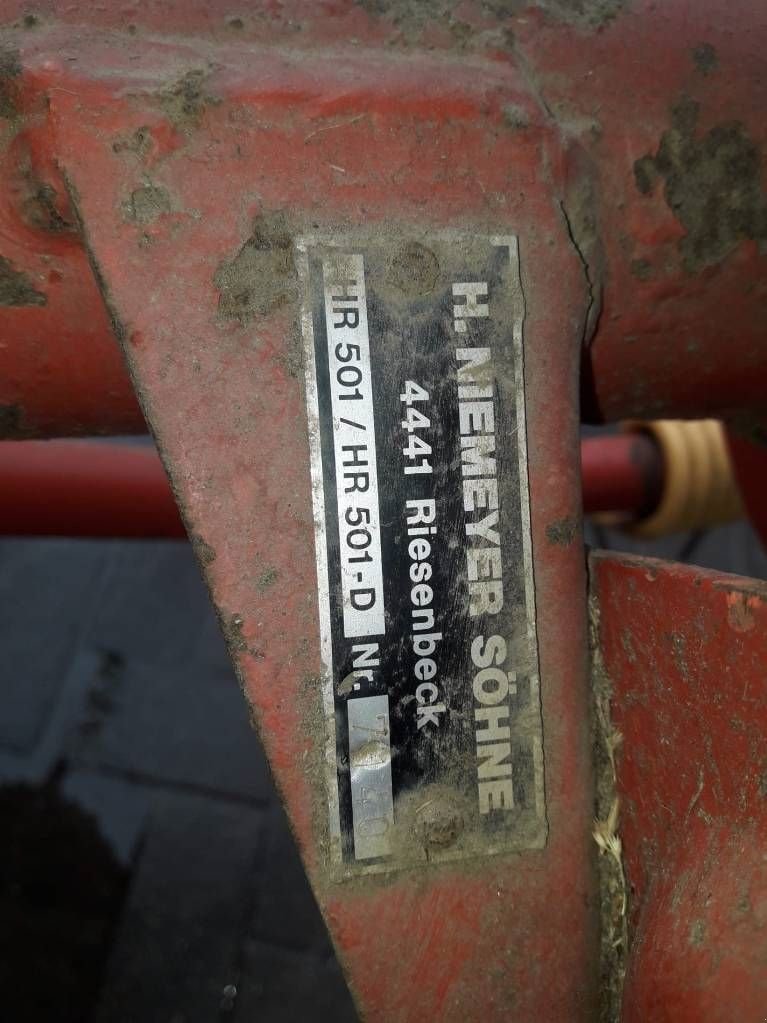 H. NIEMEYER SÖHNE
4441 Riesenbeck
HR 501 / HR 501-D Nr.